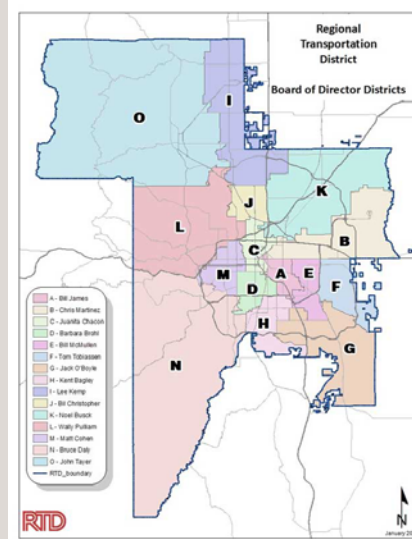 Regional
Transportation
District
Board of Director Districts
O
I
K
J
L
B
C
M
A
E
D
F
H
G
N
A - Bill James
B - Chris Martinez
C - Juanita Chacon
D - Barbara Brohl
E - Bill McMullen
F - Tom Tobiassen
G - Jack O'Boyle
H - Kent Bagley
I - Lee Kemp
J - Bill Christopher
K - Noel Busck
L - Wally Pulliam
M - Matt Cohen
N - Bruce Daly
O - John Tayer
RTD_boundary
RTD
N